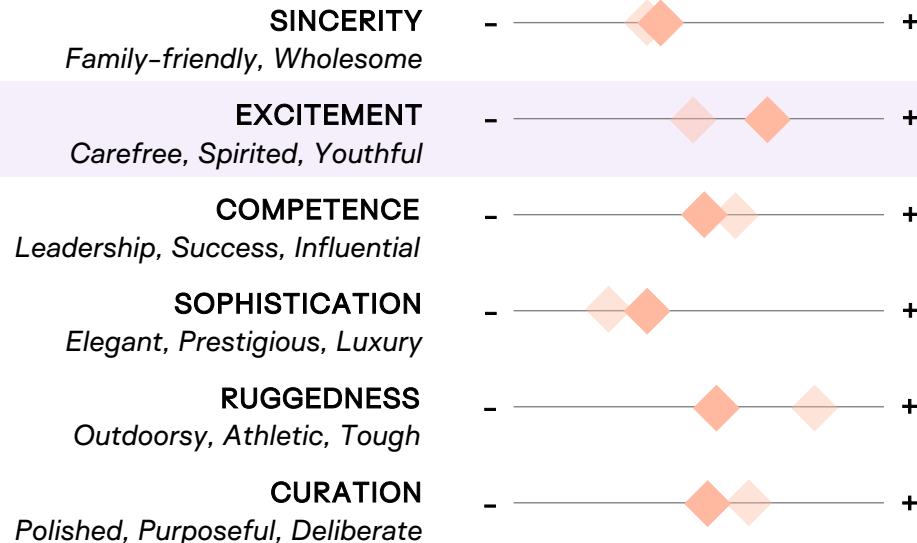 SINCERITY - +
Family-friendly, Wholesome
EXCITEMENT - +
Carefree, Spirited, Youthful
COMPETENCE - +
Leadership, Success, Influential
SOPHISTICATION - +
Elegant, Prestigious, Luxury
RUGGEDNESS - +
Outdoorsy, Athletic, Tough
CURATION - +
Polished, Purposeful, Deliberate